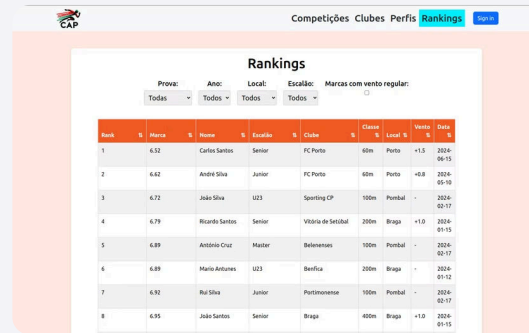 CAP
Competições Clubes Perfis Rankings Sign In
Rankings
Prova: Ano: Local: Escalão: Marcas com vento regular:
Todas Todos Todos Todos
Rank Marca Nome Escalão Clube Classe Local Vento Data
1 6.52 Carlos Santos Senior FC Porto 60m Porto +1.5 2024-
06-15
2 6.62 André Silva Junior FC Porto 60m Porto +0.8 2024-
05-10
3 6.72 João Silva U23 Sporting CP 100m Pombal - 2024-
02-17
4 6.79 Ricardo Santos Senior Vitória de Setúbal 200m Braga +1.0 2024-
01-15
5 6.89 António Cruz Master Belenenses 100m Pombal - 2024-
02-17
6 6.89 Mario Antunes U23 Benfica 200m Braga - 2024-
01-12
7 6.92 Rui Silva Junior Portimonense 100m Pombal - 2024-
02-17
8 6.95 João Santos Senior Braga 400m Braga +1.0 2024-
01-15